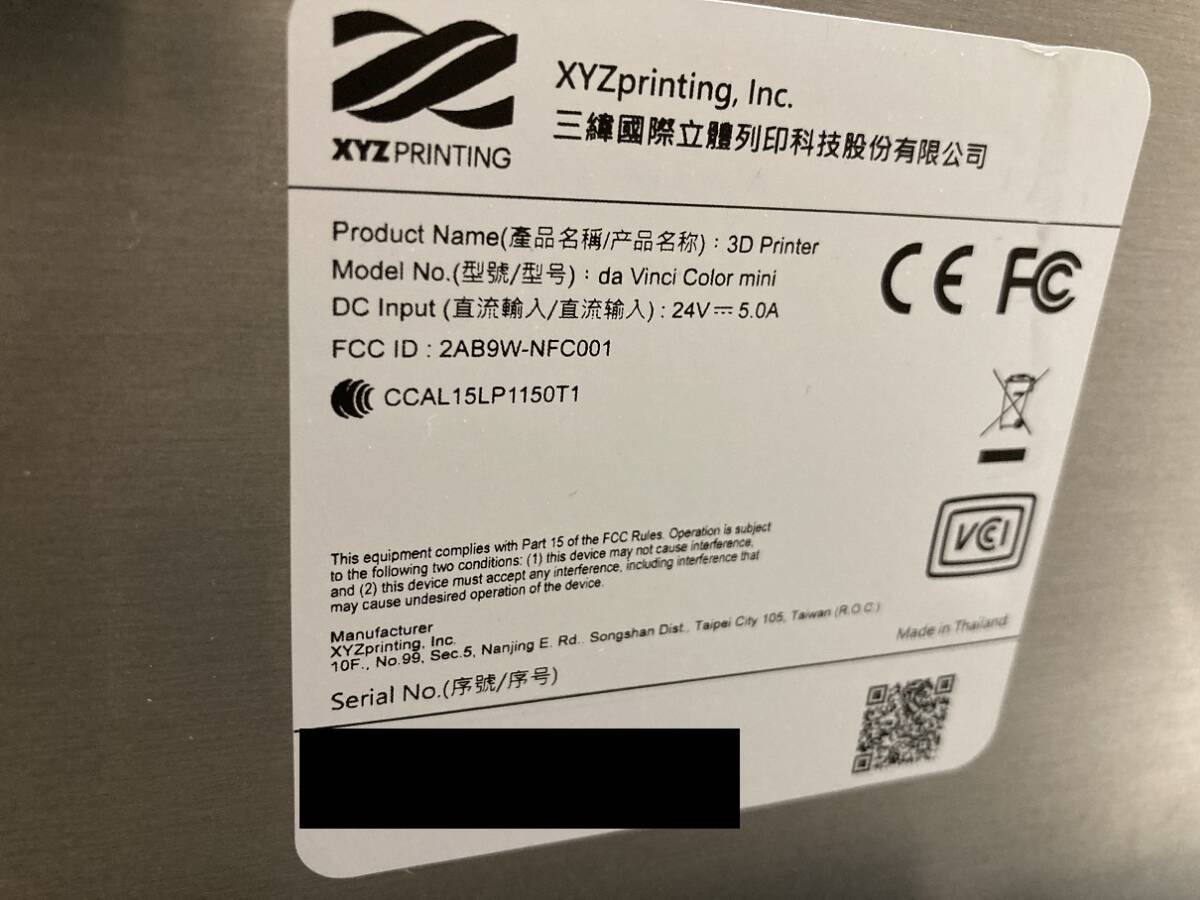 XYZPRINTING
XYZprinting, Inc.
三緯國際立體列印科技股份有限公司
Product Name(產品名稱/产品名称) : 3D Printer
Model No.(型號/型号) : da Vinci Color mini
DC Input (直流輸入/直流输入) : 24V⎓5.0A
FCC ID : 2AB9W-NFC001
CCAL15LP1150T1
CE FC
VCCI
This equipment complies with Part 15 of the FCC Rules. Operation is subject
to the following two conditions: (1) this device may not cause interference,
and (2) this device must accept any interference, including interference that
may cause undesired operation of the device.
Manufacturer
XYZprinting, Inc.
10F., No.99, Sec.5, Nanjing E. Rd.. Songshan Dist., Taipei City 105, Taiwan (R.O.C.)
Made in Thailand
Serial No.(序號/序号)